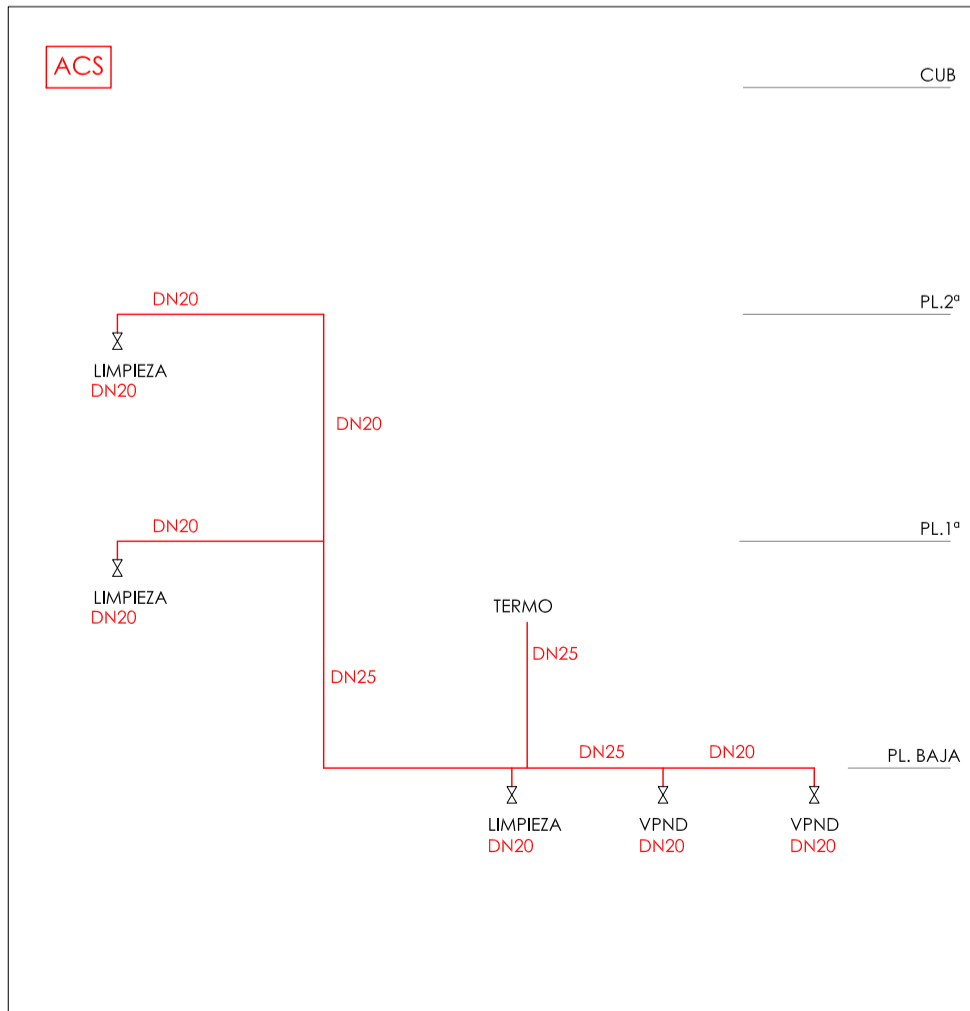 ACS
CUB
DN20
PL.2ª
LIMPIEZA
DN20
DN20
DN20
PL.1ª
LIMPIEZA
DN20
TERMO
DN25
DN25
DN25
DN20
PL. BAJA
LIMPIEZA
DN20
VPND
DN20
VPND
DN20